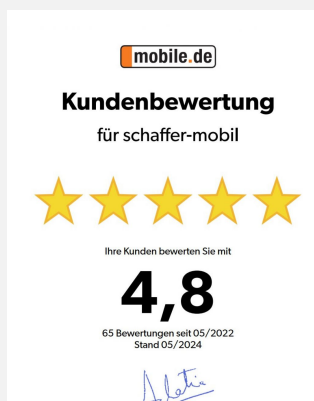 mobile.de
Kundenbewertung
für schaffer-mobil
Ihre Kunden bewerten Sie mit
4,8
65 Bewertungen seit 05/2022
Stand 05/2024